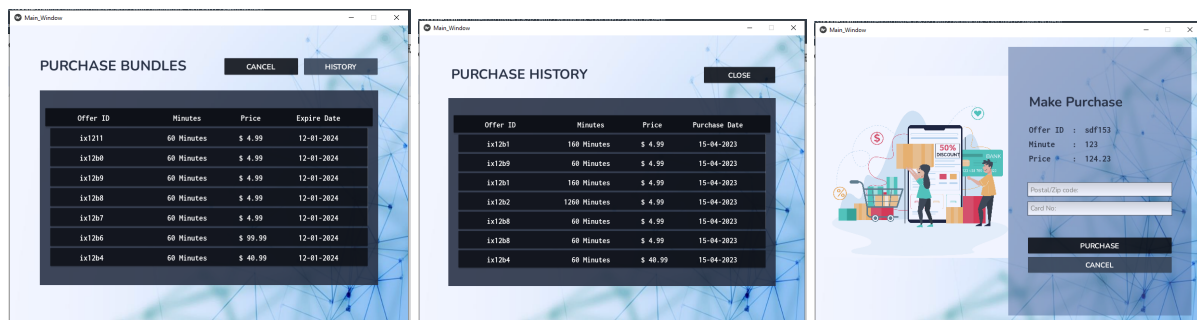 Main_Window
PURCHASE BUNDLES CANCEL HISTORY
Offer ID Minutes Price Expire Date
ix1211 60 Minutes $ 4.99 12-01-2024
ix12b0 60 Minutes $ 4.99 12-01-2024
ix12b9 60 Minutes $ 4.99 12-01-2024
ix12b8 60 Minutes $ 4.99 12-01-2024
ix12b7 60 Minutes $ 4.99 12-01-2024
ix12b6 60 Minutes $ 99.99 12-01-2024
ix12b4 60 Minutes $ 40.99 12-01-2024
Main_Window
PURCHASE HISTORY CLOSE
Offer ID Minutes Price Purchase Date
ix12b1 160 Minutes $ 4.99 15-04-2023
ix12b9 60 Minutes $ 4.99 15-04-2023
ix12b1 160 Minutes $ 4.99 15-04-2023
ix12b2 1260 Minutes $ 4.99 15-04-2023
ix12b8 60 Minutes $ 4.99 15-04-2023
ix12b8 60 Minutes $ 4.99 15-04-2023
ix12b4 60 Minutes $ 40.99 15-04-2023
Main_Window
50%
DISCOUNT
BANK
Make Purchase
Offer ID : sdf153
Minute : 123
Price : 124.23
Postal/Zip code
Card No:
PURCHASE
CANCEL